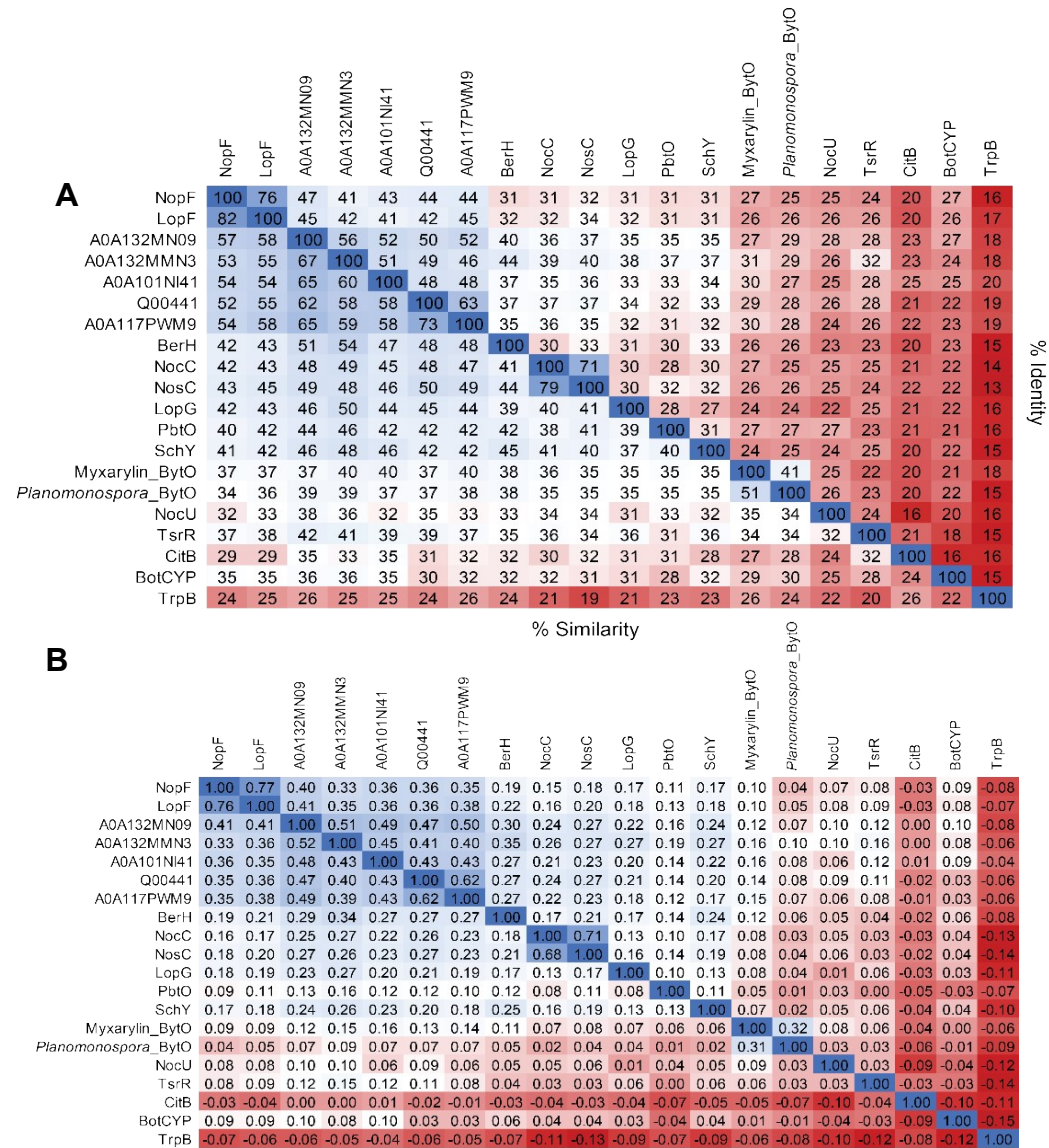 A
NopF LopF A0A132MN09 A0A132MMN3 A0A101NI41 Q00441 A0A117PWM9 BerH NocC NosC LopG PbtO SchY Myxarylin_BytO Planomonospora_BytO NocU TsrR CitB BotCYP TrpB
NopF 100 76 47 41 43 44 44 31 31 32 31 31 31 27 25 25 24 20 27 16
LopF 82 100 45 42 41 42 45 32 32 34 32 31 32 26 26 26 26 20 26 17
A0A132MN09 57 58 100 56 52 50 52 40 36 37 35 35 35 27 29 28 28 23 27 18
A0A132MMN3 53 55 67 100 51 49 46 44 39 40 38 37 37 31 29 26 32 23 24 18
A0A101NI41 54 54 65 60 100 48 48 37 35 36 33 33 34 30 27 25 28 25 25 20
Q00441 52 55 62 58 58 100 63 37 37 37 34 32 33 29 28 26 28 21 22 19
A0A117PWM9 54 58 65 59 58 73 100 35 36 35 32 31 32 30 28 24 26 22 23 19
BerH 42 43 51 54 47 48 48 100 30 33 31 30 33 26 26 23 23 20 23 15
NocC 42 43 48 49 45 48 47 41 100 71 30 28 30 27 26 25 25 21 22 14
NosC 43 45 49 48 46 50 49 44 79 100 30 32 32 26 26 25 24 22 22 13
LopG 42 43 46 50 44 45 44 39 40 41 100 28 27 24 24 22 25 21 22 16
PbtO 40 42 44 46 42 42 42 42 38 41 39 100 31 27 27 27 23 21 21 16
SchY 41 42 46 48 46 42 42 45 41 40 37 40 100 24 25 24 25 20 22 15
Myxarylin_BytO 37 37 37 40 40 37 40 38 36 35 35 35 35 100 41 25 22 20 21 18
Planomonospora_BytO 34 36 39 39 37 37 38 38 35 35 35 35 35 51 100 26 23 20 22 15
NocU 32 33 38 36 32 35 33 33 34 34 31 33 32 35 34 100 24 16 20 16
TsrR 37 38 42 41 39 39 37 35 36 34 36 31 36 34 34 32 100 21 18 15
CitB 29 29 35 33 35 31 32 32 30 32 31 31 28 27 28 24 32 100 16 16
BotCYP 35 35 36 36 35 30 32 32 32 31 31 28 32 29 30 25 28 24 100 15
TrpB 24 25 26 25 25 24 26 24 21 19 21 23 23 26 24 22 20 26 22 100
% Identity
% Similarity
B
NopF LopF A0A132MN09 A0A132MMN3 A0A101NI41 Q00441 A0A117PWM9 BerH NocC NosC LopG PbtO SchY Myxarylin_BytO Planomonospora_BytO NocU TsrR CitB BotCYP TrpB
NopF 1.00 0.77 0.40 0.33 0.36 0.36 0.35 0.19 0.15 0.18 0.17 0.11 0.17 0.10 0.04 0.07 0.08 -0.03 0.09 -0.08
LopF 0.76 1.00 0.41 0.35 0.36 0.36 0.38 0.22 0.16 0.20 0.18 0.13 0.18 0.10 0.05 0.08 0.09 -0.03 0.08 -0.07
A0A132MN09 0.41 0.41 1.00 0.51 0.49 0.47 0.50 0.30 0.24 0.27 0.22 0.16 0.24 0.12 0.07 0.10 0.12 0.00 0.10 -0.08
A0A132MMN3 0.33 0.36 0.52 1.00 0.45 0.41 0.40 0.35 0.26 0.27 0.27 0.19 0.27 0.16 0.10 0.10 0.16 0.00 0.08 -0.06
A0A101NI41 0.36 0.35 0.48 0.43 1.00 0.43 0.43 0.27 0.21 0.23 0.20 0.14 0.22 0.16 0.08 0.06 0.12 0.01 0.09 -0.04
Q00441 0.35 0.36 0.47 0.40 0.43 1.00 0.62 0.27 0.24 0.27 0.21 0.14 0.20 0.14 0.08 0.09 0.11 -0.02 0.03 -0.06
A0A117PWM9 0.35 0.38 0.49 0.39 0.43 0.62 1.00 0.27 0.22 0.23 0.18 0.12 0.17 0.15 0.07 0.06 0.08 -0.01 0.03 -0.06
BerH 0.19 0.21 0.29 0.34 0.27 0.27 0.27 1.00 0.17 0.21 0.17 0.14 0.24 0.12 0.06 0.05 0.04 -0.02 0.06 -0.08
NocC 0.16 0.17 0.25 0.27 0.22 0.26 0.23 0.18 1.00 0.71 0.13 0.10 0.17 0.08 0.03 0.05 0.03 -0.03 0.04 -0.13
NosC 0.18 0.20 0.27 0.26 0.23 0.27 0.23 0.21 0.68 1.00 0.16 0.14 0.19 0.08 0.04 0.06 0.03 -0.02 0.04 -0.14
LopG 0.18 0.19 0.23 0.27 0.20 0.21 0.19 0.17 0.13 0.17 1.00 0.10 0.13 0.08 0.04 0.01 0.06 -0.03 0.03 -0.11
PbtO 0.09 0.11 0.13 0.16 0.12 0.12 0.10 0.12 0.08 0.11 0.08 1.00 0.11 0.05 0.01 0.03 0.00 -0.05 -0.03 -0.07
SchY 0.17 0.18 0.24 0.26 0.23 0.20 0.18 0.25 0.16 0.19 0.13 0.13 1.00 0.07 0.02 0.05 0.06 -0.04 0.04 -0.10
Myxarylin_BytO 0.09 0.09 0.12 0.15 0.16 0.13 0.14 0.11 0.07 0.08 0.07 0.06 0.06 1.00 0.32 0.08 0.06 -0.04 0.00 -0.06
Planomonospora_BytO 0.04 0.05 0.07 0.09 0.07 0.07 0.07 0.05 0.02 0.04 0.04 0.01 0.02 0.31 1.00 0.03 0.03 -0.06 -0.01 -0.09
NocU 0.08 0.08 0.10 0.10 0.06 0.09 0.06 0.05 0.05 0.06 0.01 0.04 0.05 0.09 0.03 1.00 0.03 -0.09 -0.04 -0.12
TsrR 0.08 0.09 0.12 0.15 0.12 0.11 0.08 0.04 0.03 0.03 0.06 0.00 0.06 0.06 0.03 0.03 1.00 -0.03 -0.03 -0.14
CitB -0.03 -0.04 0.00 0.00 0.01 -0.02 -0.01 -0.03 -0.04 -0.03 -0.04 -0.07 -0.05 -0.05 -0.07 -0.10 -0.04 1.00 -0.10 -0.11
BotCYP 0.09 0.09 0.10 0.08 0.10 0.03 0.03 0.06 0.04 0.04 0.03 -0.04 0.04 0.01 -0.01 -0.04 -0.03 -0.09 1.00 -0.15
TrpB -0.07 -0.06 -0.06 -0.05 -0.04 -0.06 -0.05 -0.07 -0.11 -0.13 -0.09 -0.07 -0.09 -0.06 -0.08 -0.10 -0.12 -0.08 -0.12 1.00